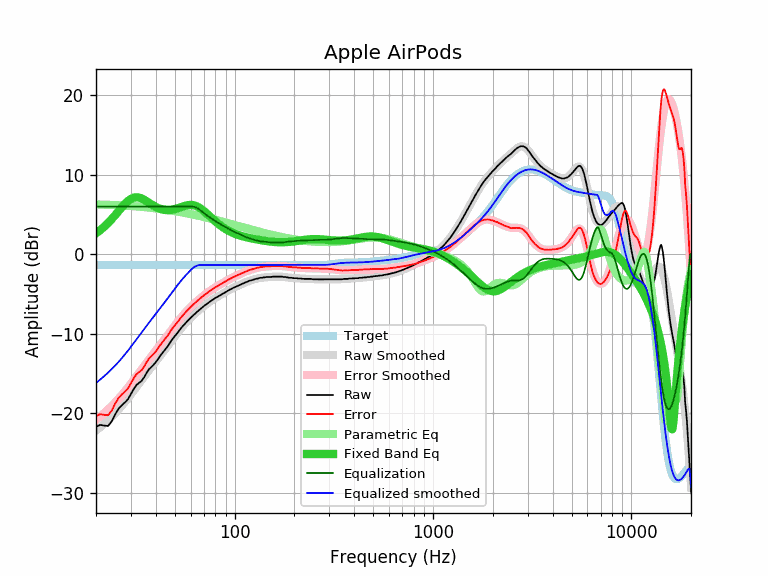 Apple AirPods
Amplitude (dBr)
20
10
0
−10
−20
−30
Target
Raw Smoothed
Error Smoothed
Raw
Error
Parametric Eq
Fixed Band Eq
Equalization
Equalized smoothed
100
1000
10000
Frequency (Hz)